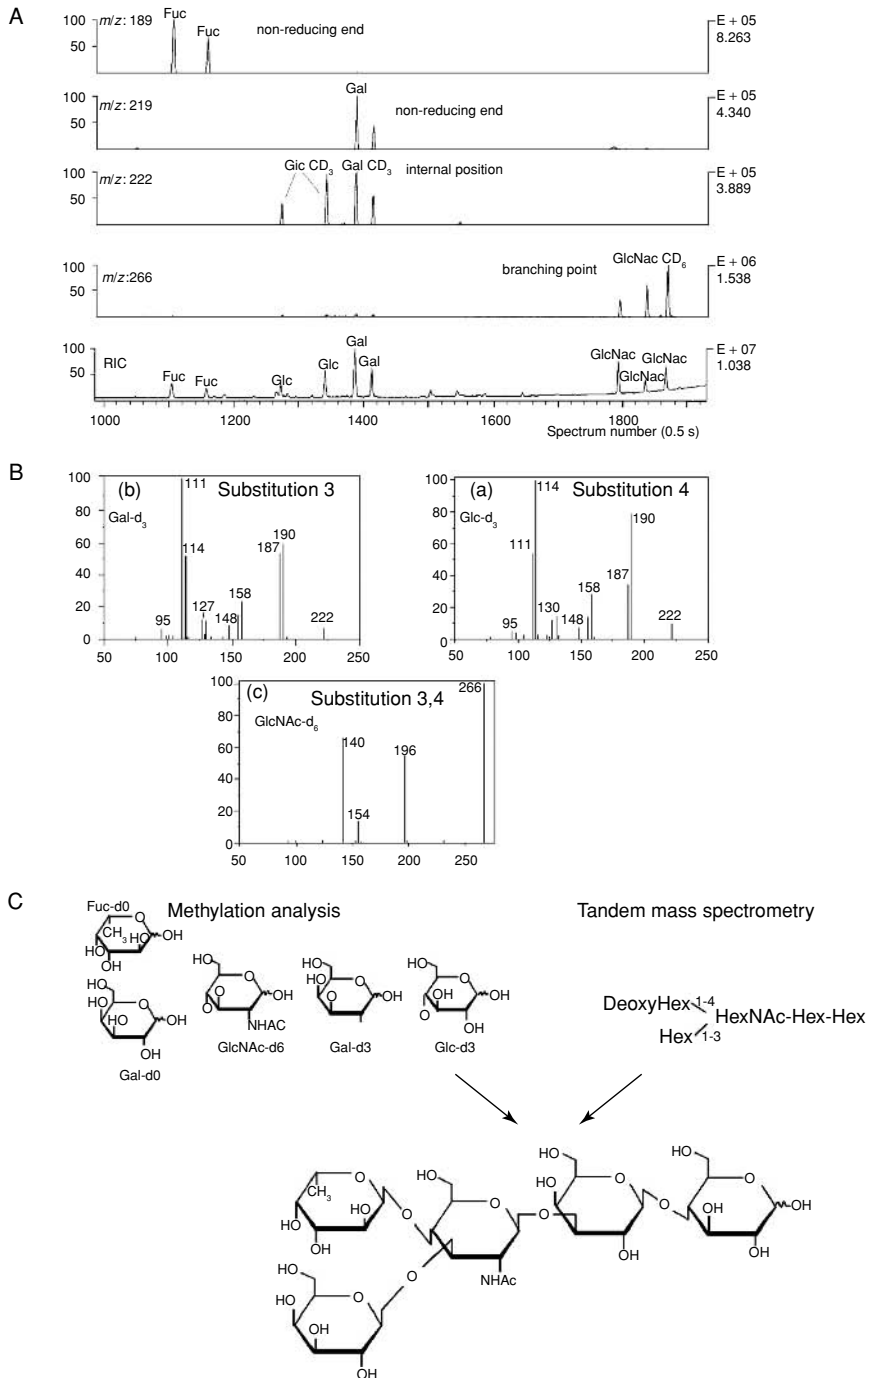 A
100
50
m/z: 189
Fuc
Fuc
non-reducing end
E + 05
8.263
100
50
m/z: 219
Gal
non-reducing end
E + 05
4.340
100
50
m/z: 222
Gic CD3
Gal CD3
internal position
E + 05
3.889
100
50
m/z:266
branching point
GlcNac CD6
E + 06
1.538
100
50
RIC
Fuc
Fuc
Glc
Glc
Gal
Gal
GlcNac
GlcNac
GlcNac
E + 07
1.038
1000
1200
1400
1600
1800
Spectrum number (0.5 s)
B
(b)
Substitution 3
Gal-d3
100
80
60
40
20
0
111
114
190
187
158
127
148
95
222
50
100
150
200
250
(a)
Substitution 4
Glc-d3
100
80
60
40
20
0
114
190
111
187
158
130
148
95
222
50
100
150
200
250
(c)
Substitution 3,4
GlcNAc-d6
100
80
60
40
20
0
266
140
196
154
50
100
150
200
250
C
Methylation analysis
Tandem mass spectrometry
Fuc-d0
O
CH3
HO
OH
HO
OH
HO
HO
O
OH
OH
OH
Gal-d0
HO
O
OH
O
O
NHAC
GlcNAc-d6
HO
HO
O
O
OH
Gal-d3
HO
O
OH
OH
O
OH
Glc-d3
DeoxyHex
1-4
HexNAc-Hex-Hex
Hex
1-3
O
CH3
HO
HO
OH
O
HO
O
NHAc
O
HO
HO
O
OH
O
HO
O
OH
OH
OH
O
HO
HO
O
OH
OH